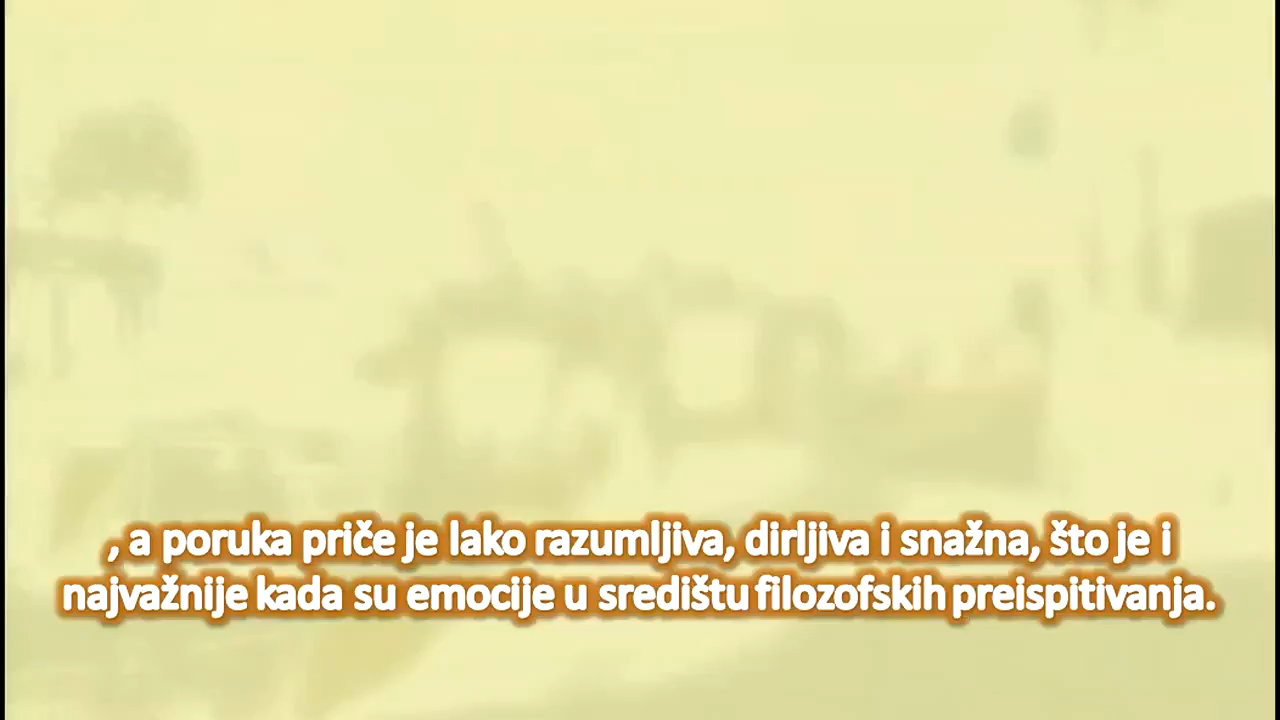 , a poruka priče je lako razumljiva, dirljiva i snažna, što je i
najvažnije kada su emocije u središtu filozofskih preispitivanja.